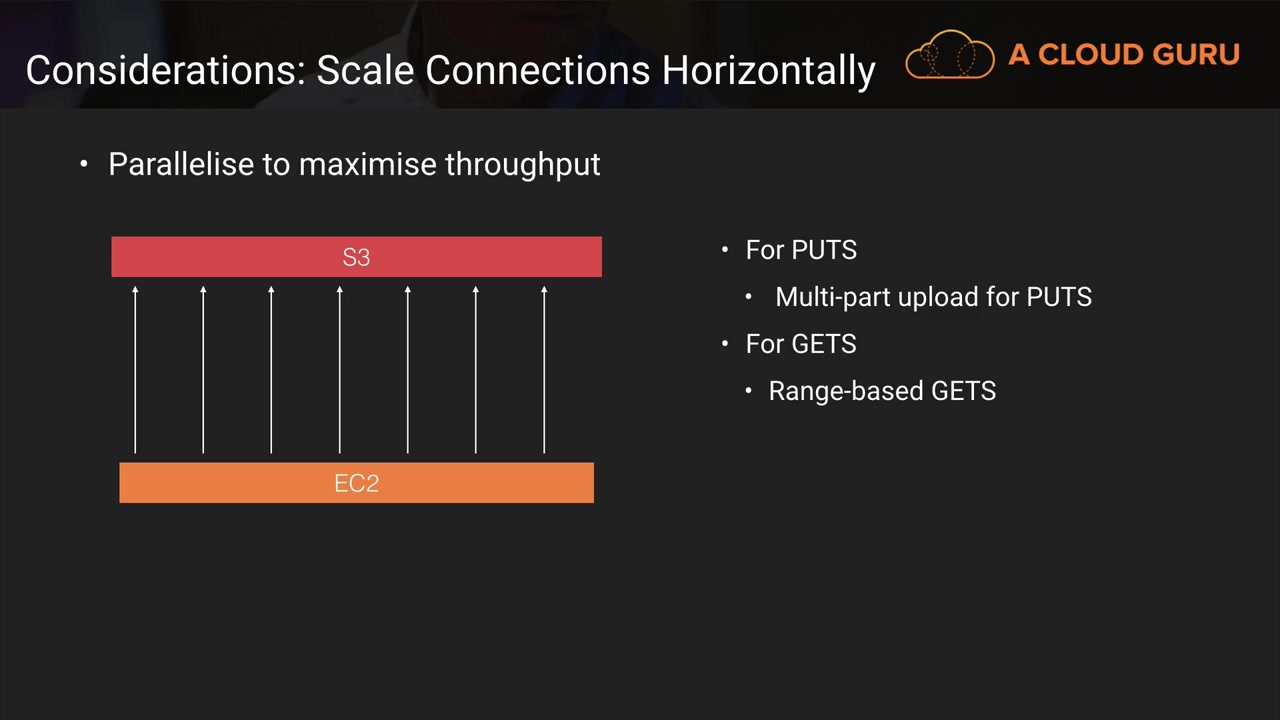 Considerations: Scale Connections Horizontally
A CLOUD GURU
• Parallelise to maximise throughput
S3
EC2
• For PUTS
• Multi-part upload for PUTS
• For GETS
• Range-based GETS